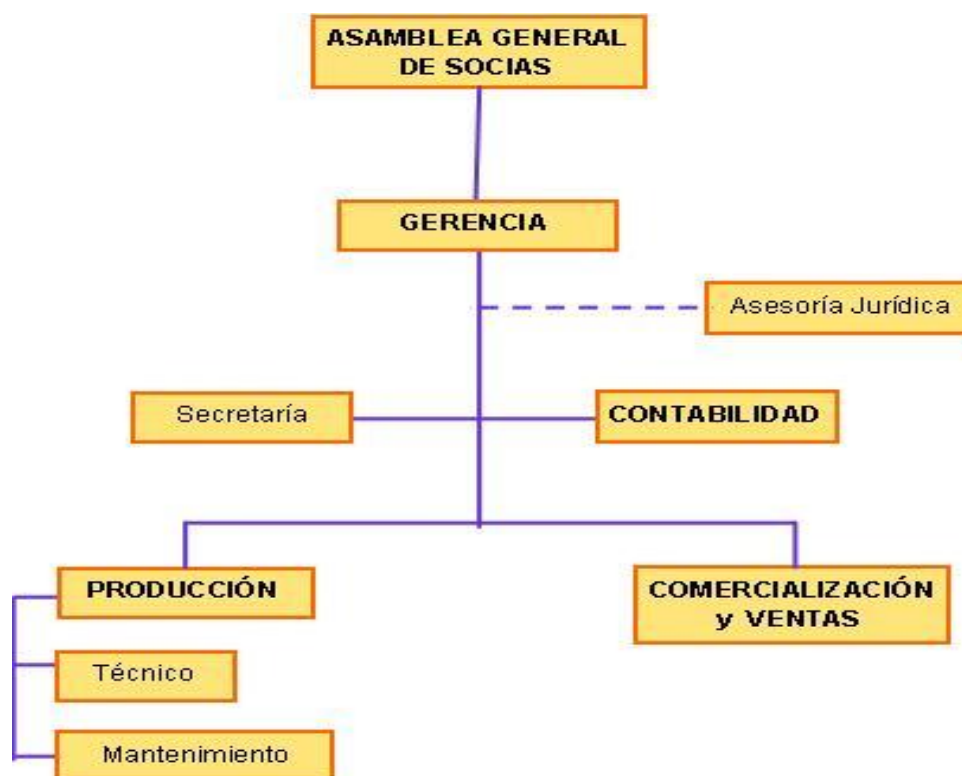 ASAMBLEA GENERAL
DE SOCIAS
GERENCIA
Asesoría Jurídica
Secretaría
CONTABILIDAD
PRODUCCIÓN
COMERCIALIZACIÓN
y VENTAS
Técnico
Mantenimiento